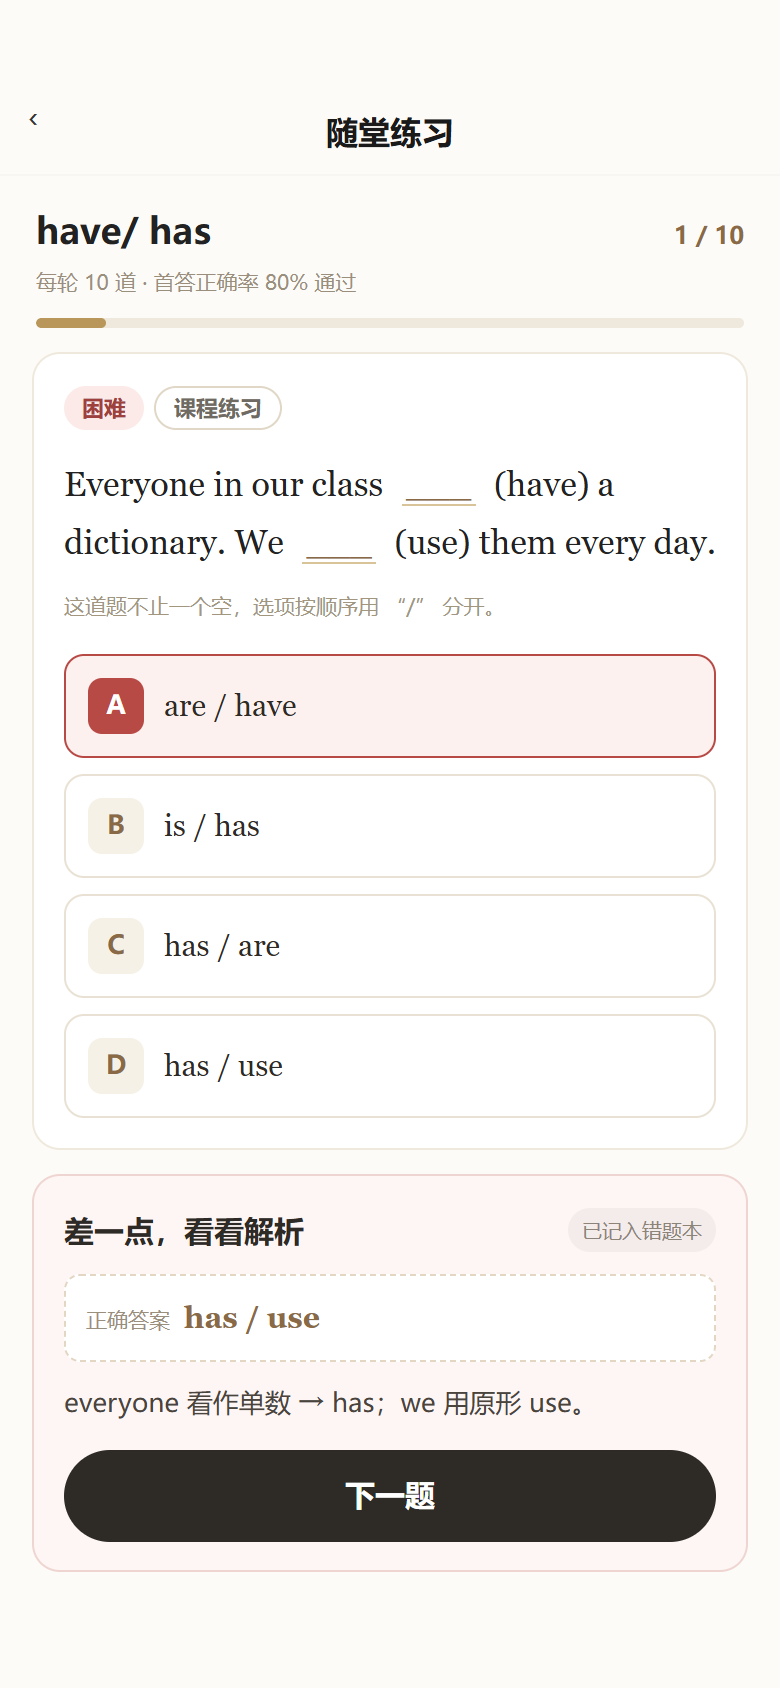 ‹
随堂练习
have/ has
1 / 10
每轮 10 道 · 首答正确率 80% 通过
困难
课程练习
Everyone in our class ____ (have) a
dictionary. We ____ (use) them every day.
这道题不止一个空，选项按顺序用 “/” 分开。
A are / have
B is / has
C has / are
D has / use
差一点，看看解析
已记入错题本
正确答案 has / use
everyone 看作单数 → has；we 用原形 use。
下一题